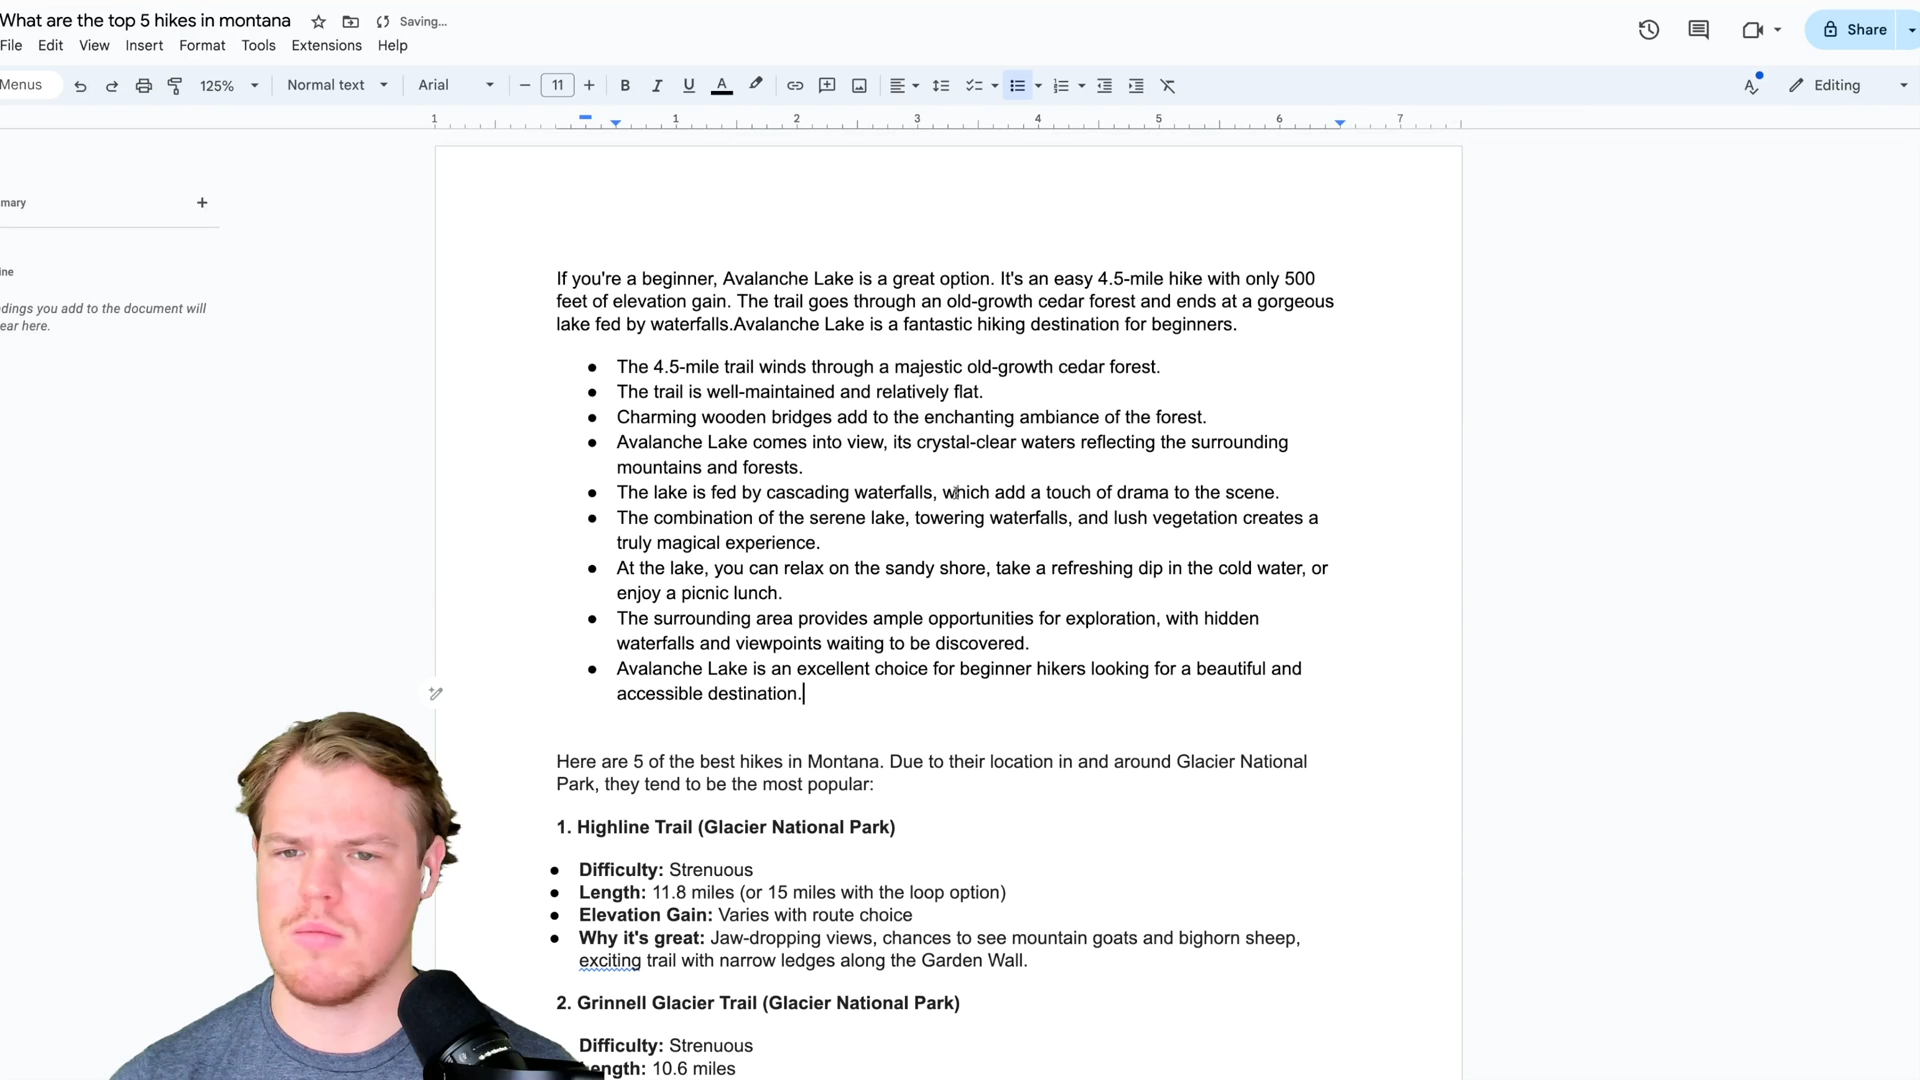 What are the top 5 hikes in montana Saving...
File Edit View Insert Format Tools Extensions Help
Share
Menus 125% Normal text Arial 11 B I U A Editing
1 1 2 3 4 5 6 7
mary
ine
dings you add to the document will
ear here.
If you're a beginner, Avalanche Lake is a great option. It's an easy 4.5-mile hike with only 500
feet of elevation gain. The trail goes through an old-growth cedar forest and ends at a gorgeous
lake fed by waterfalls.Avalanche Lake is a fantastic hiking destination for beginners.
● The 4.5-mile trail winds through a majestic old-growth cedar forest.
● The trail is well-maintained and relatively flat.
● Charming wooden bridges add to the enchanting ambiance of the forest.
● Avalanche Lake comes into view, its crystal-clear waters reflecting the surrounding
mountains and forests.
● The lake is fed by cascading waterfalls, which add a touch of drama to the scene.
● The combination of the serene lake, towering waterfalls, and lush vegetation creates a
truly magical experience.
● At the lake, you can relax on the sandy shore, take a refreshing dip in the cold water, or
enjoy a picnic lunch.
● The surrounding area provides ample opportunities for exploration, with hidden
waterfalls and viewpoints waiting to be discovered.
● Avalanche Lake is an excellent choice for beginner hikers looking for a beautiful and
accessible destination.
Here are 5 of the best hikes in Montana. Due to their location in and around Glacier National
Park, they tend to be the most popular:
1. Highline Trail (Glacier National Park)
● Difficulty: Strenuous
● Length: 11.8 miles (or 15 miles with the loop option)
● Elevation Gain: Varies with route choice
● Why it's great: Jaw-dropping views, chances to see mountain goats and bighorn sheep,
exciting trail with narrow ledges along the Garden Wall.
2. Grinnell Glacier Trail (Glacier National Park)
Difficulty: Strenuous
ength: 10.6 miles